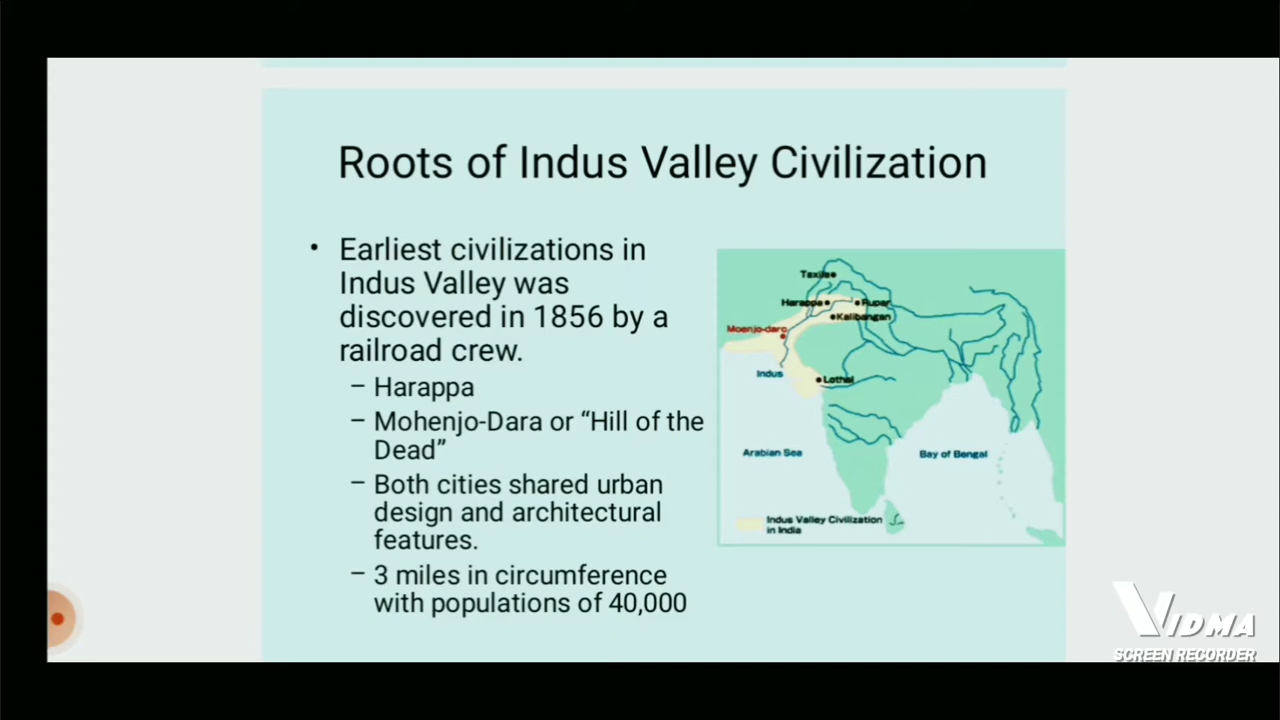 Roots of Indus Valley Civilization
• Earliest civilizations in
Indus Valley was
discovered in 1856 by a
railroad crew.
– Harappa
– Mohenjo-Dara or “Hill of the
Dead”
– Both cities shared urban
design and architectural
features.
– 3 miles in circumference
with populations of 40,000
Taxila
Harappa
Rupar
Kalibangan
Moenjo-daro
Indus
Lothal
Arabian Sea
Bay of Bengal
Indus Valley Civilization
in India
VIDMA
SCREEN RECORDER